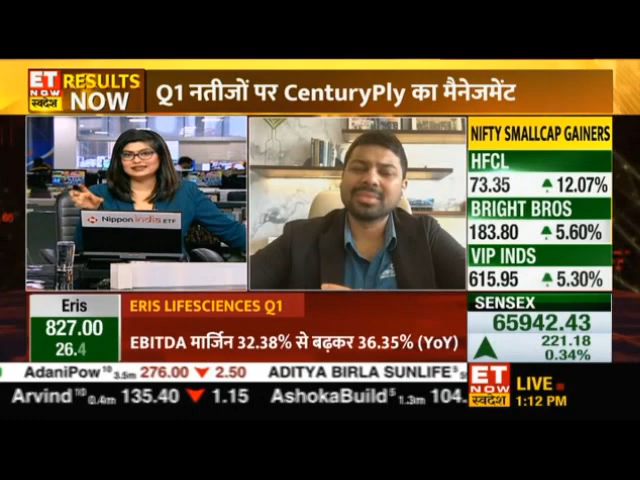 ET
NOW
स्वदेश
RESULTS
NOW
Q1 नतीजों पर CenturyPly का मैनेजमेंट
Nippon india ETF
NIFTY SMALLCAP GAINERS
HFCL
73.35 12.07%
BRIGHT BROS
183.80 5.60%
VIP INDS
615.95 5.30%
SENSEX
65942.43
221.18
0.34%
Eris
827.00
26.4
ERIS LIFESCIENCES Q1
EBITDA मार्जिन 32.38% से बढ़कर 36.35% (YoY)
AdaniPow 3.5m 276.00 2.50 ADITYA BIRLA SUNLIFE
Arvind 0.4m 135.40 1.15 AshokaBuild 1.3m 104.
ET
NOW
स्वदेश
LIVE
1:12 PM